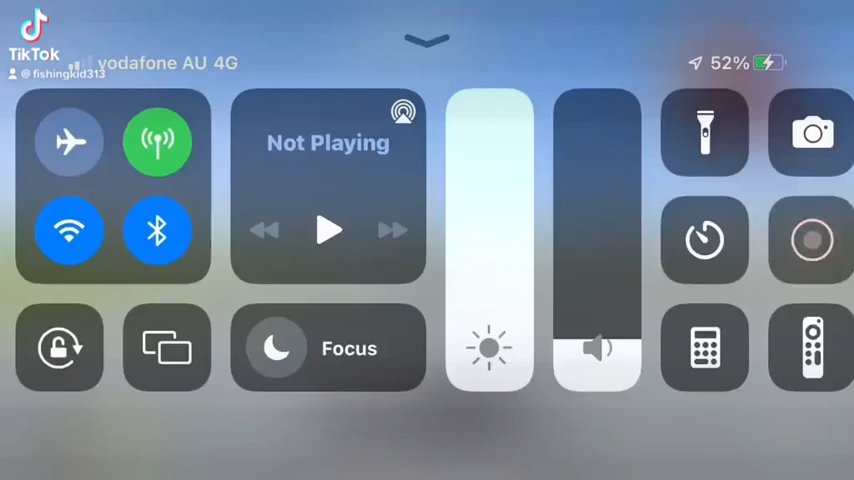 TikTok
@fishingkid313
vodafone AU 4G
52%
Not Playing
Focus